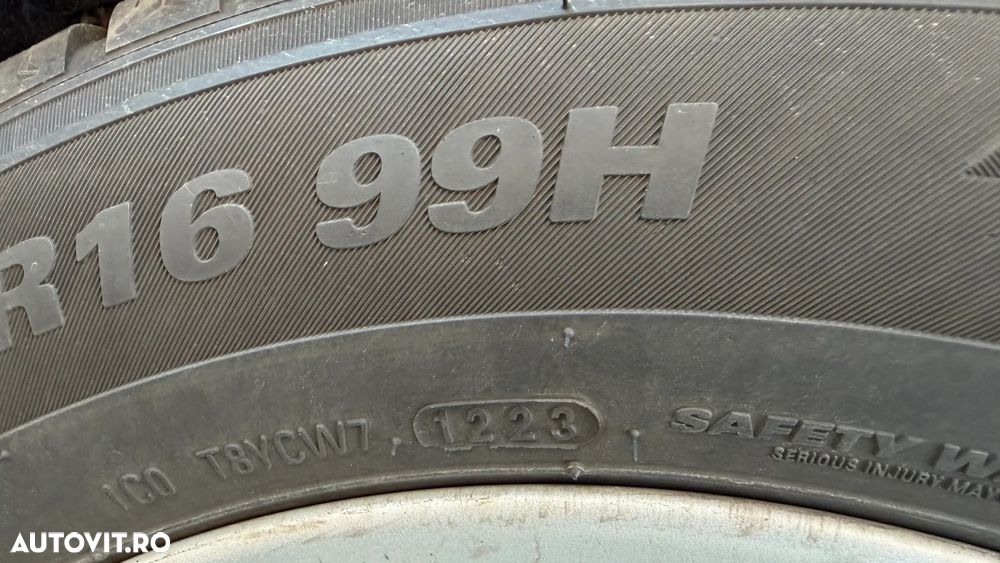 R16 99H
1C0 T8YCW7 1223
SAFETY
SERIOUS INJURY MAY
AUTOVIT.RO